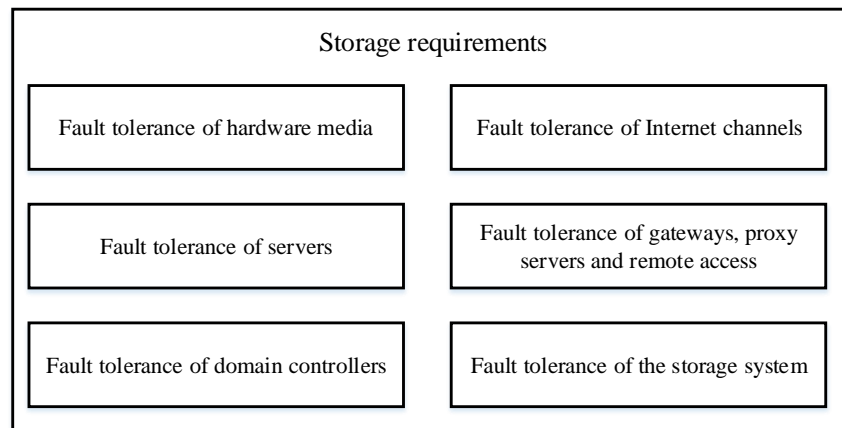 Storage requirements
Fault tolerance of hardware media
Fault tolerance of Internet channels
Fault tolerance of servers
Fault tolerance of gateways, proxy
servers and remote access
Fault tolerance of domain controllers
Fault tolerance of the storage system